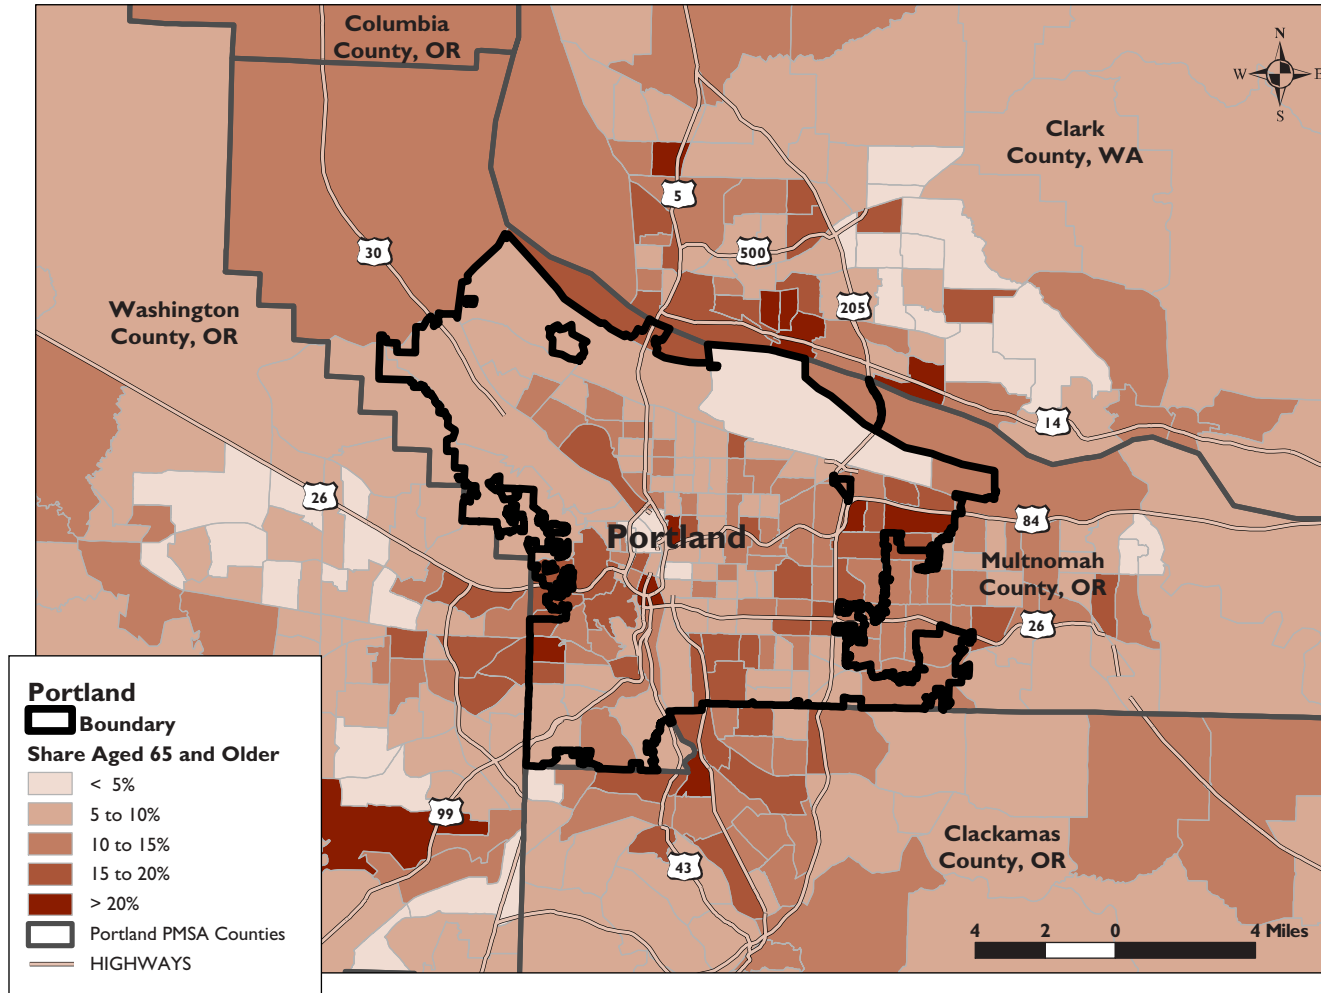 Columbia
County, OR
N
W
E
S
Clark
County, WA
5
30
500
205
Washington
County, OR
14
26
Portland
84
Multnomah
County, OR
26
Portland
Boundary
Share Aged 65 and Older
< 5%
5 to 10%
10 to 15%
15 to 20%
> 20%
Portland PMSA Counties
HIGHWAYS
99
43
Clackamas
County, OR
4 2 0 4 Miles